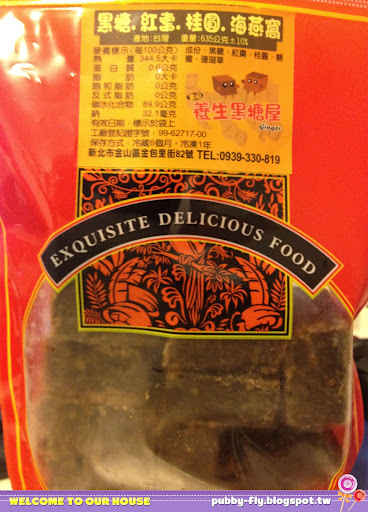 黑糖.紅棗.桂圓.海燕窩
產地:台灣 重量:635公克±10%
營養標示(每100公克)
熱 量 344.5大卡
蛋 白 質 0.6公克
脂 肪 0大卡
飽和脂肪 0公克
反式脂肪 0公克
碳水化合物 89.9公克
鈉 32.1毫克
有效日期：標示於袋上
工廠登記證字號：99-62717-00
保存方式：冷藏6個月，冷凍1年
新北市金山區金包里街82號 TEL:0939-330-819
成份：黑糖、紅棗、桂圓、糖
蜜、珊瑚草
養生黑糖屋
Ginger
EXQUISITE DELICIOUS FOOD
WELCOME TO OUR HOUSE
pubby-fly.blogspot.tw